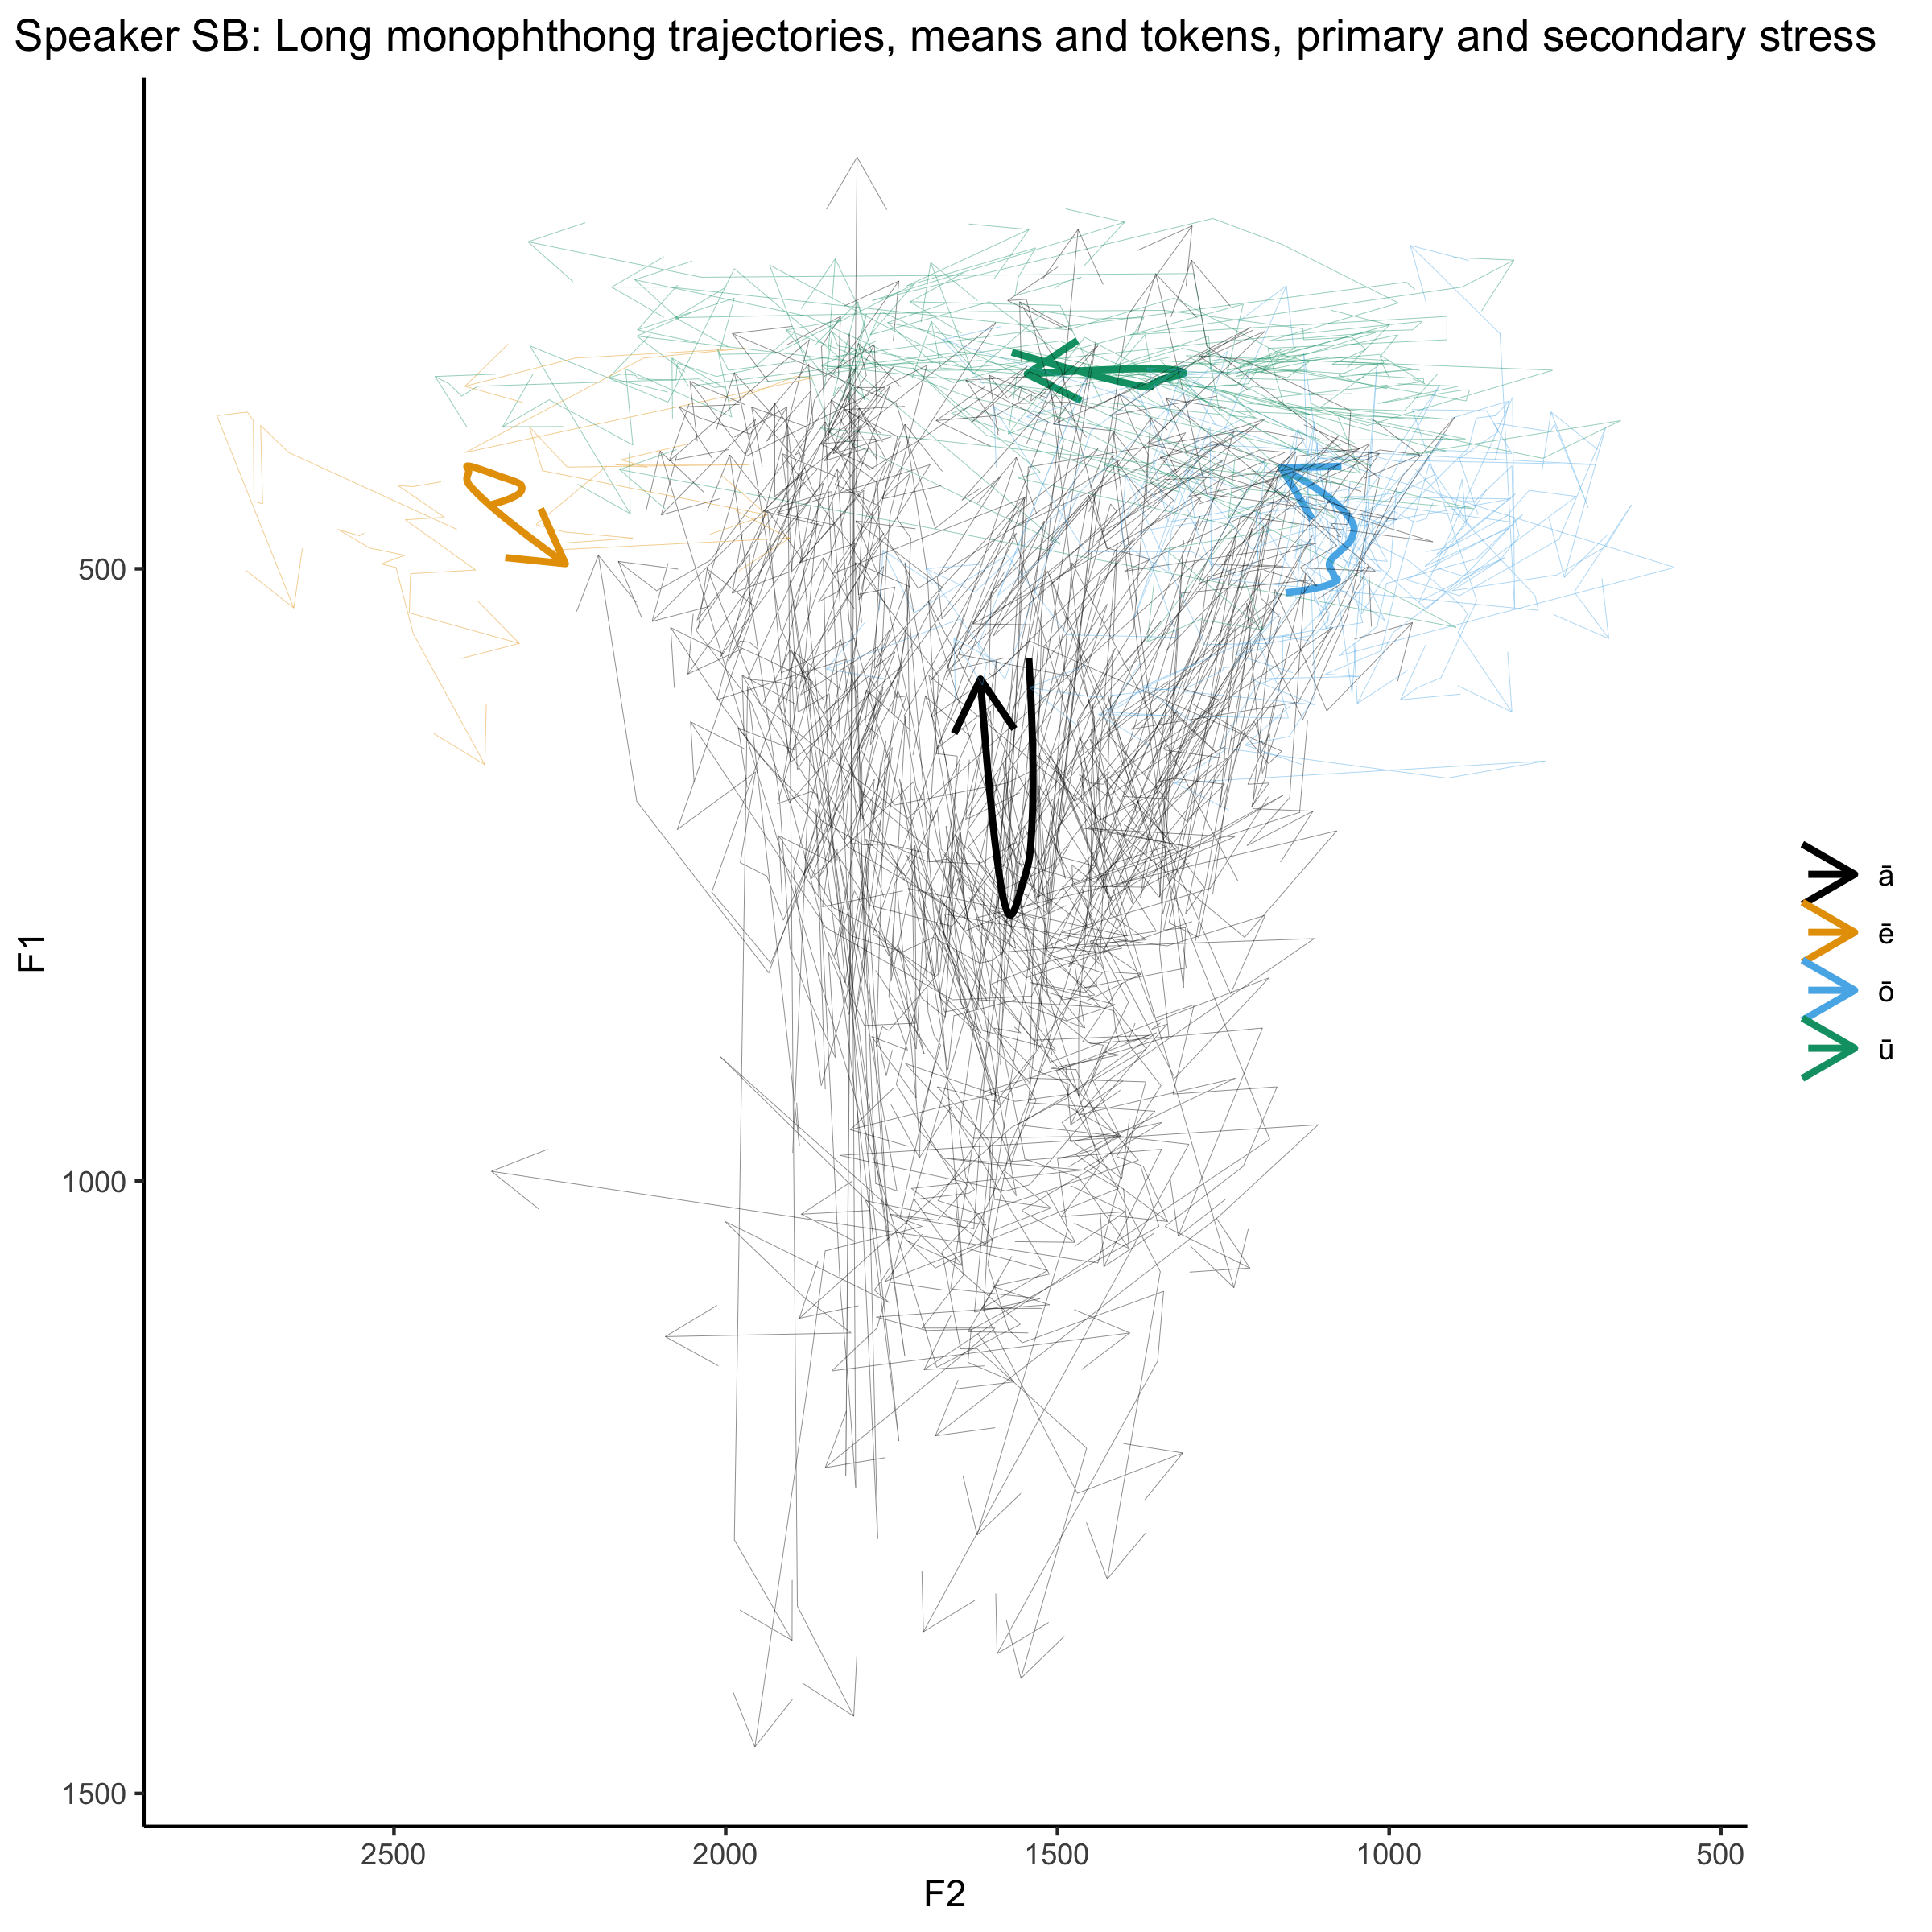 Speaker SB: Long monophthong trajectories, means and tokens, primary and secondary stress
F1
500
1000
1500
2500
2000
1500
1000
500
F2
ā
ē
ō
ū